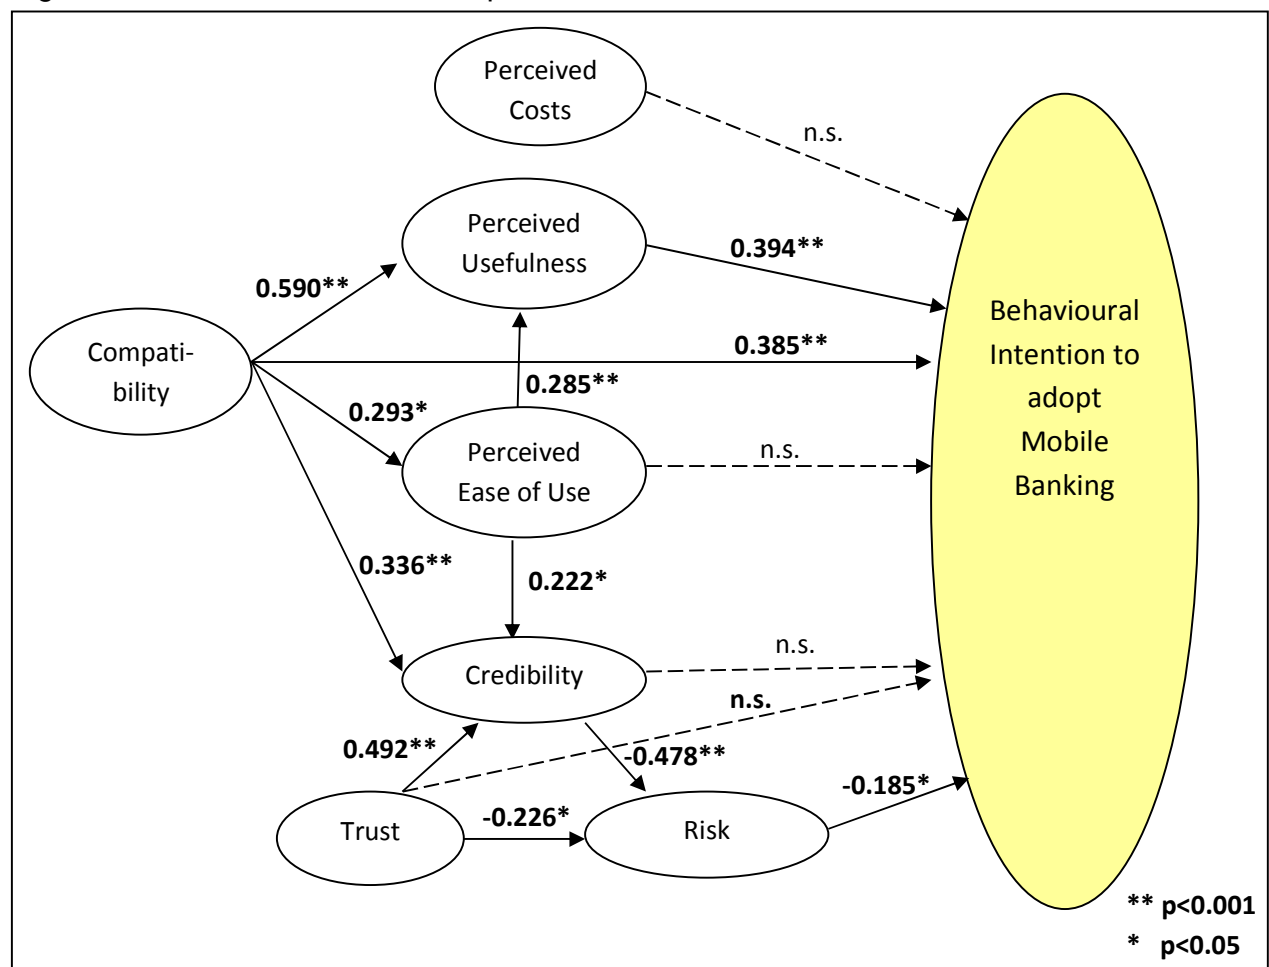 Perceived
Costs
n.s.
Perceived
Usefulness
0.394**
0.590**
Compati-
bility
0.385**
0.285**
0.293*
Perceived
Ease of Use
n.s.
Behavioural
Intention to
adopt
Mobile
Banking
0.336**
0.222*
Credibility
n.s.
n.s.
0.492**
-0.478**
Trust
-0.226*
Risk
-0.185*
** p<0.001
* p<0.05